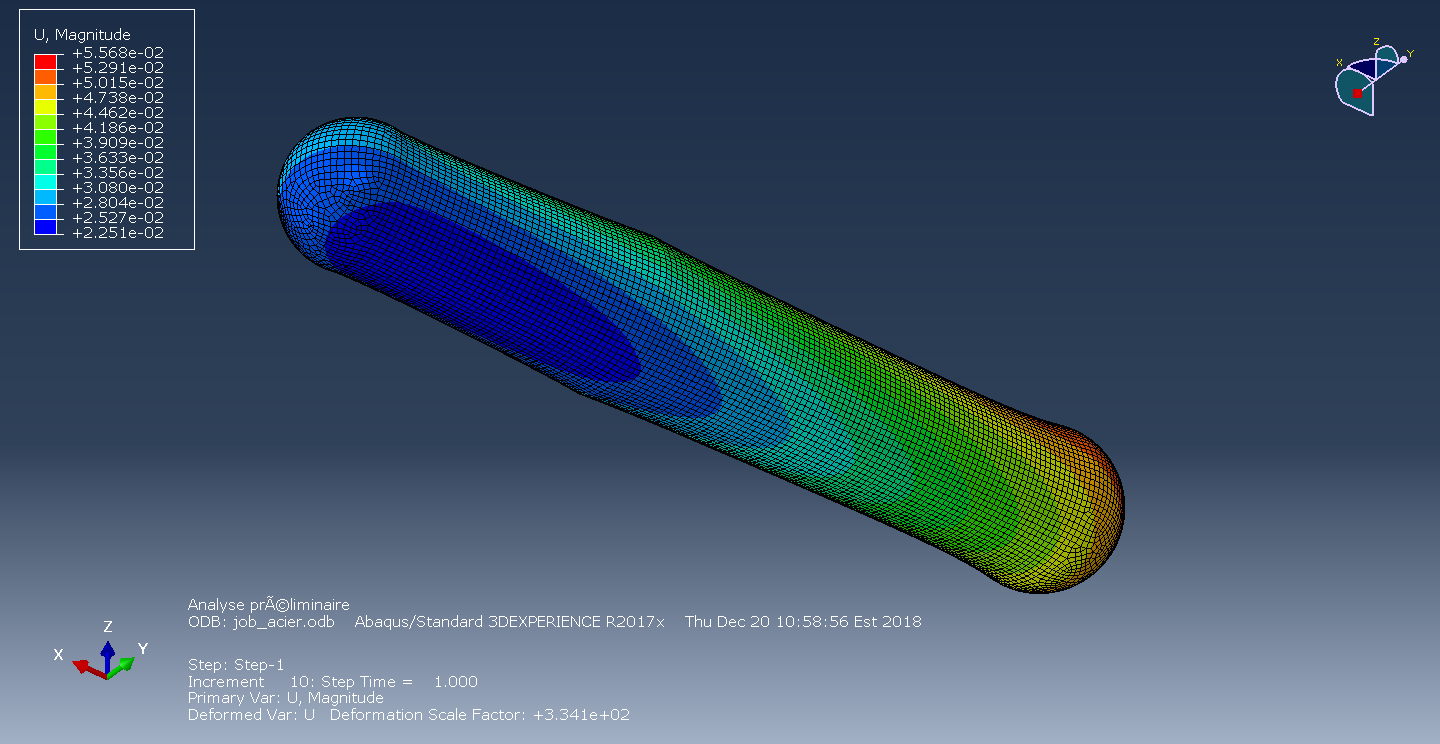 U, Magnitude
+5.568e-02
+5.291e-02
+5.015e-02
+4.738e-02
+4.462e-02
+4.186e-02
+3.909e-02
+3.633e-02
+3.356e-02
+3.080e-02
+2.804e-02
+2.527e-02
+2.251e-02
Z
Y
X
Z
Y
X
Analyse prÃ©liminaire
ODB: job_acier.odb Abaqus/Standard 3DEXPERIENCE R2017x Thu Dec 20 10:58:56 Est 2018
Step: Step-1
Increment 10: Step Time = 1.000
Primary Var: U, Magnitude
Deformed Var: U Deformation Scale Factor: +3.341e+02